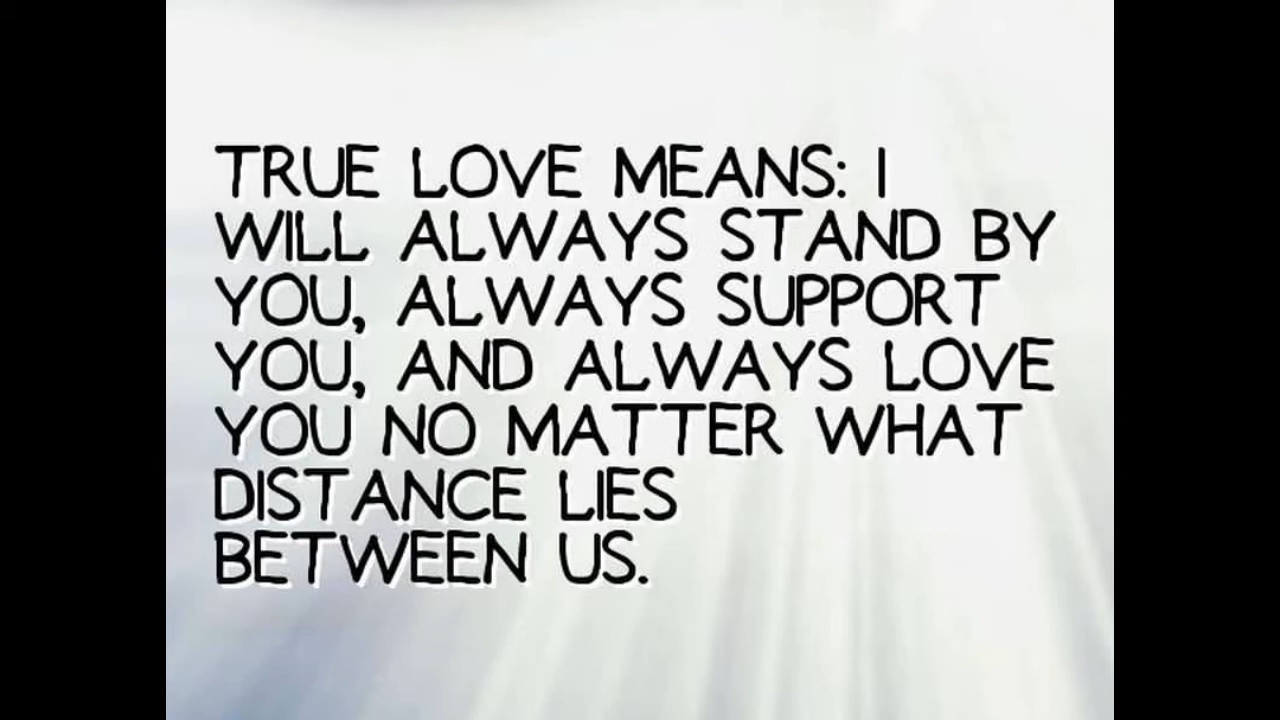 TRUE LOVE MEANS: I
WILL ALWAYS STAND BY
YOU, ALWAYS SUPPORT
YOU, AND ALWAYS LOVE
YOU NO MATTER WHAT
DISTANCE LIES
BETWEEN US.